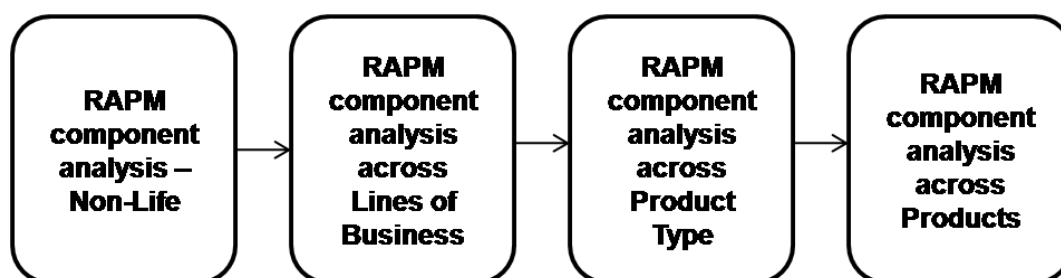 RAPM
component
analysis –
Non-Life
RAPM
component
analysis
across
Lines of
Business
RAPM
component
analysis
across
Product
Type
RAPM
component
analysis
across
Products